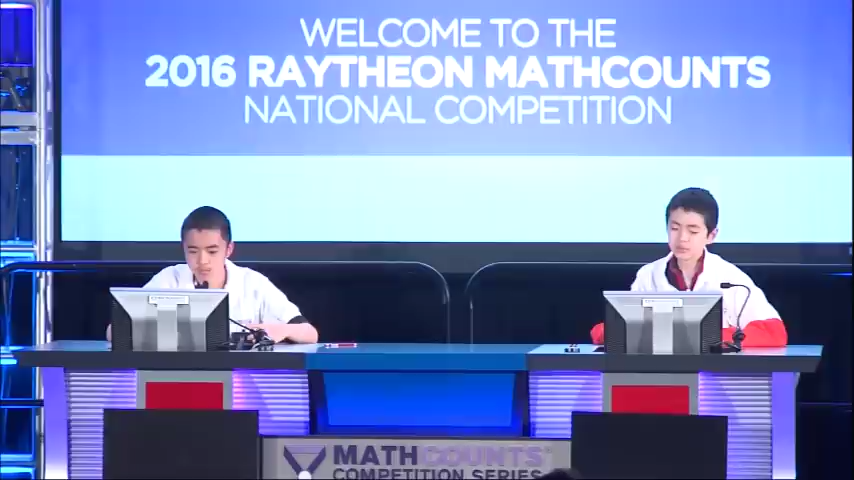 WELCOME TO THE
2016 RAYTHEON MATHCOUNTS
NATIONAL COMPETITION
MATHCOUNTS
COMPETITION SERIES